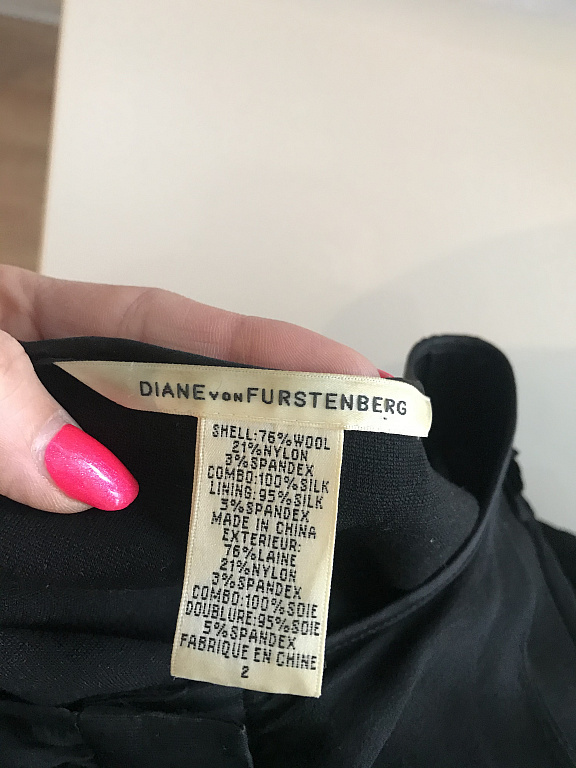 DIANE VON FURSTENBERG
SHELL:76%WOOL
21%NYLON
3%SPANDEX
COMBO:100%SILK
LINING:95%SILK
5%SPANDEX
MADE IN CHINA
EXTERIEUR:
76%LAINE
21%NYLON
3%SPANDEX
COMBO:100%SOIE
DOUBLURE:95%SOIE
5%SPANDEX
FABRIQUE EN CHINE
2